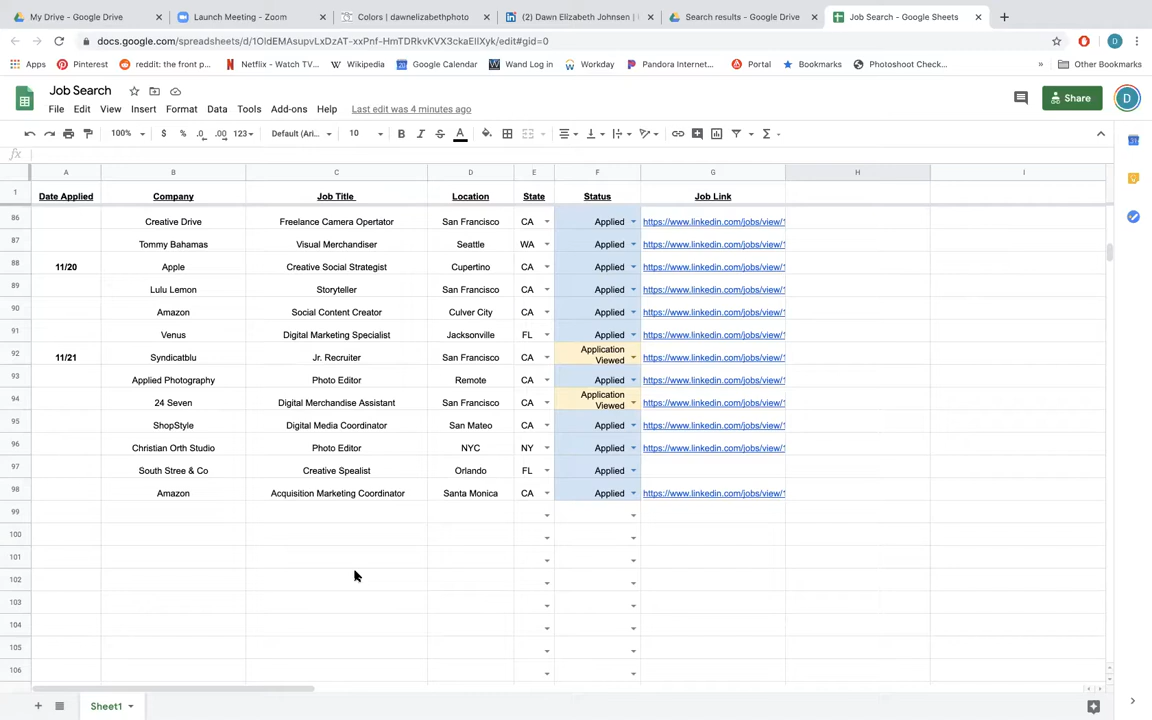 My Drive - Google Drive
Launch Meeting - Zoom
Colors | dawnelizabethphoto
(2) Dawn Elizabeth Johnsen |
Search results - Google Drive
Job Search - Google Sheets
Apps
Pinterest
reddit: the front p...
Netflix - Watch TV...
Wikipedia
Google Calendar
Wand Log in
Workday
Pandora Internet...
Portal
Bookmarks
Photoshoot Chec...
» Other Bookmarks
Job Search
File Edit View Insert Format Data Tools Add-ons Help Last edit was 4 minutes ago
Share
D
100% $ % .0 .00 123 Default (Ari... 10 B I S A
fx
A B C D E F G H I
1 Date Applied Company Job Title Location State Status Job Link
86 Creative Drive Freelance Camera Opertator San Francisco CA Applied https://www.linkedin.com/jobs/view/1
87 Tommy Bahamas Visual Merchandiser Seattle WA Applied https://www.linkedin.com/jobs/view/1
88 11/20 Apple Creative Social Strategist Cupertino CA Applied https://www.linkedin.com/jobs/view/1
89 Lulu Lemon Storyteller San Francisco CA Applied https://www.linkedin.com/jobs/view/1
90 Amazon Social Content Creator Culver City CA Applied https://www.linkedin.com/jobs/view/1
91 Venus Digital Marketing Specialist Jacksonville FL Applied https://www.linkedin.com/jobs/view/1
92 11/21 Syndicatblu Jr. Recruiter San Francisco CA Application Viewed https://www.linkedin.com/jobs/view/1
93 Applied Photography Photo Editor Remote CA Applied https://www.linkedin.com/jobs/view/1
94 24 Seven Digital Merchandise Assistant San Francisco CA Application Viewed https://www.linkedin.com/jobs/view/1
95 ShopStyle Digital Media Coordinator San Mateo CA Applied https://www.linkedin.com/jobs/view/1
96 Christian Orth Studio Photo Editor NYC NY Applied https://www.linkedin.com/jobs/view/1
97 South Stree & Co Creative Spealist Orlando FL Applied
98 Amazon Acquisition Marketing Coordinator Santa Monica CA Applied https://www.linkedin.com/jobs/view/1
99
100
101
102
103
104
105
106
Sheet1